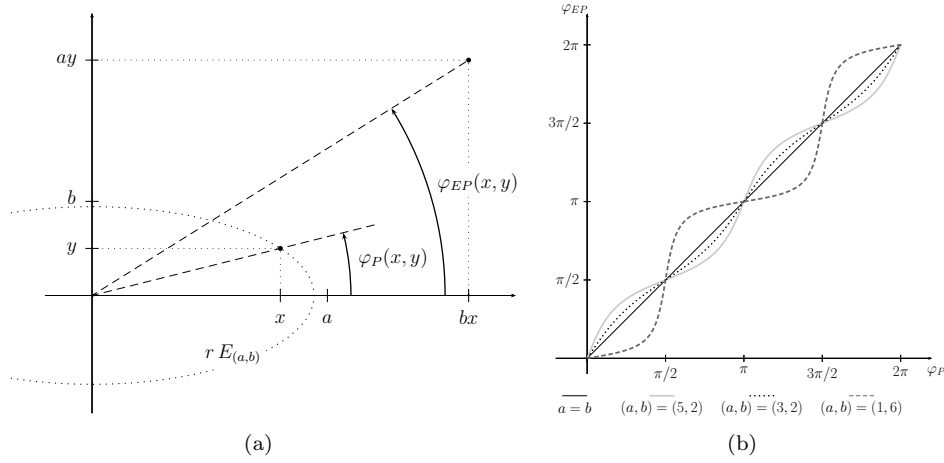 ay
b
y
φ_EP(x, y)
φ_P(x, y)
x
a
bx
r E_(a,b)
(a)
φ_EP
2π
3π/2
π
π/2
π/2
π
3π/2
2π
φ_P
a = b
(a, b) = (5, 2)
(a, b) = (3, 2)
(a, b) = (1, 6)
(b)